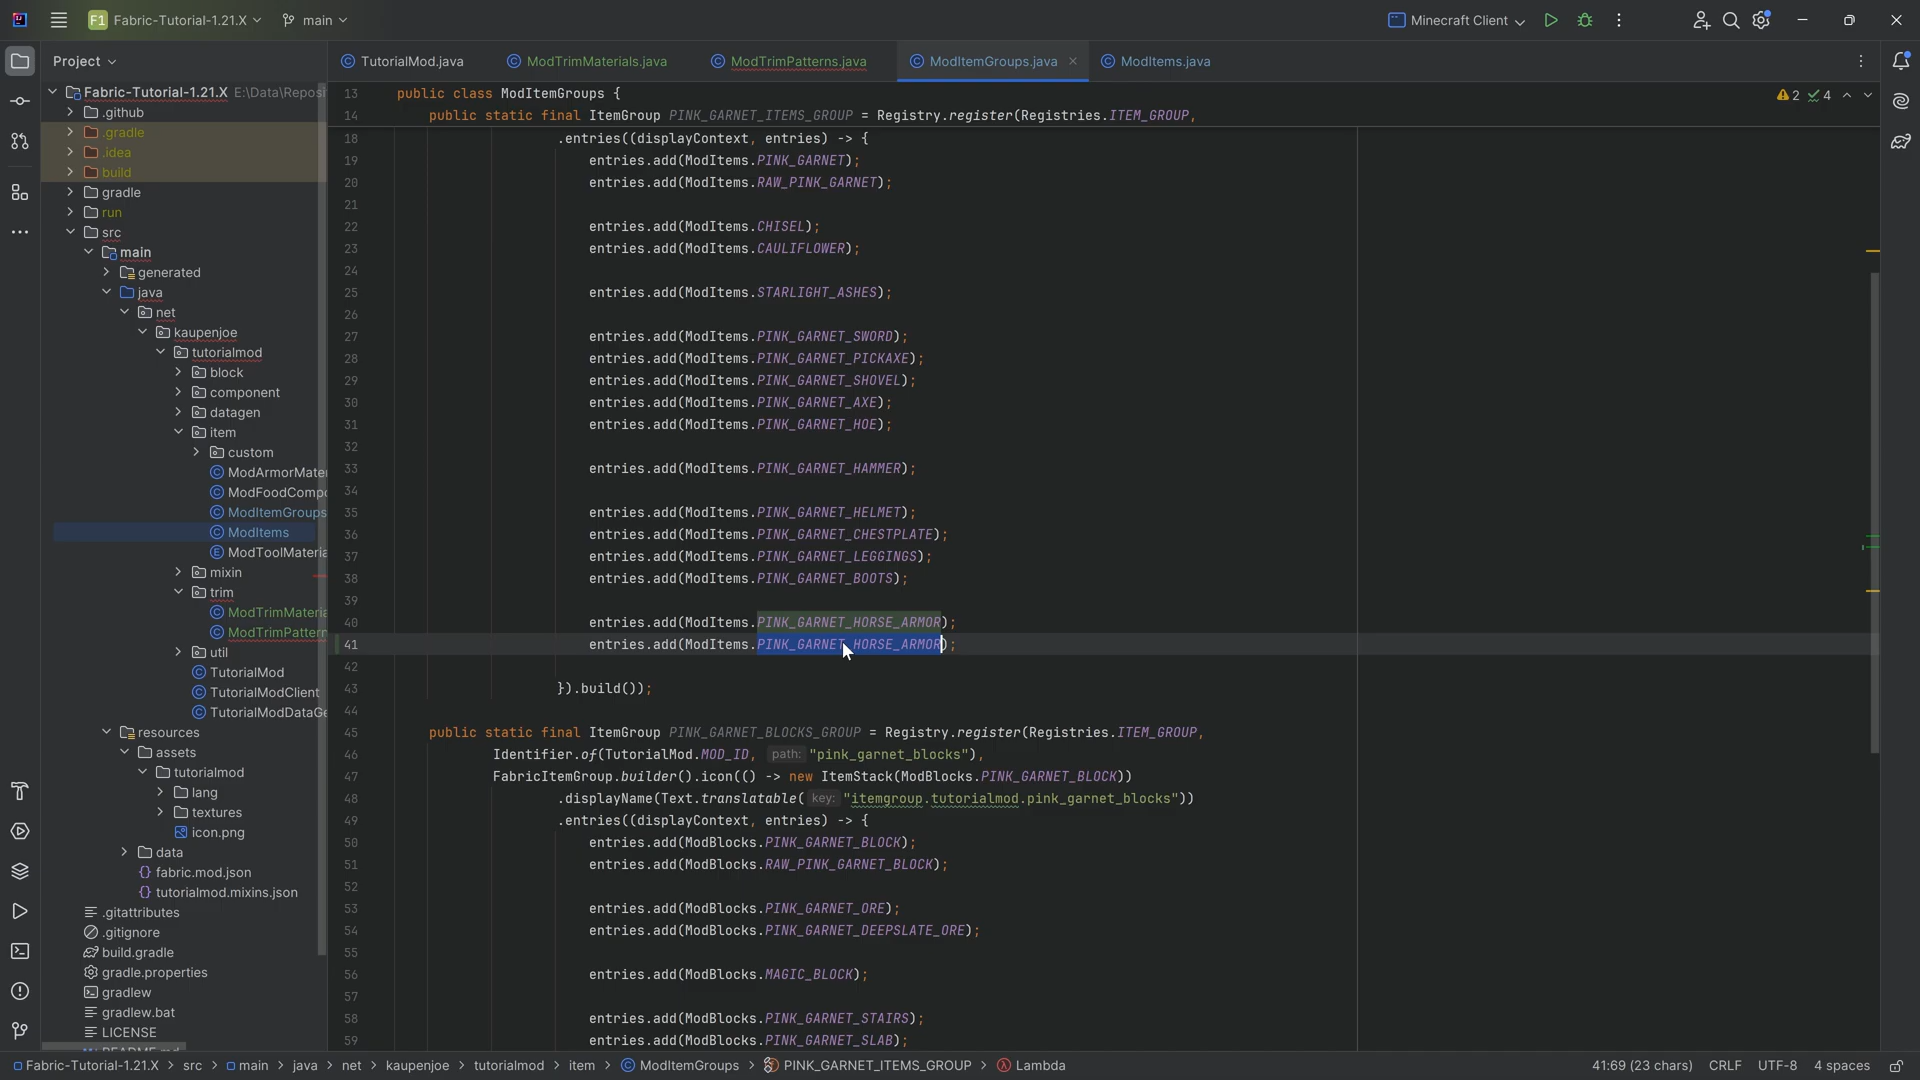 F1 Fabric-Tutorial-1.21.X main Minecraft Client
Project TutorialMod.java ModTrimMaterials.java ModTrimPatterns.java ModItemGroups.java ModItems.java
Fabric-Tutorial-1.21.X E:\Data\Reposi
.github
.gradle
.idea
build
gradle
run
src
main
generated
java
net
kaupenjoe
tutorialmod
block
component
datagen
item
custom
ModArmorMater
ModFoodCompo
ModItemGroups
ModItems
ModToolMateria
mixin
trim
ModTrimMateria
ModTrimPattern
util
TutorialMod
TutorialModClient
TutorialModDataGe
resources
assets
tutorialmod
lang
textures
icon.png
data
fabric.mod.json
tutorialmod.mixins.json
.gitattributes
.gitignore
build.gradle
gradle.properties
gradlew
gradlew.bat
LICENSE
2 4
13 public class ModItemGroups {
14 public static final ItemGroup PINK_GARNET_ITEMS_GROUP = Registry.register(Registries.ITEM_GROUP,
18 .entries((displayContext, entries) -> {
19 entries.add(ModItems.PINK_GARNET);
20 entries.add(ModItems.RAW_PINK_GARNET);
21
22 entries.add(ModItems.CHISEL);
23 entries.add(ModItems.CAULIFLOWER);
24
25 entries.add(ModItems.STARLIGHT_ASHES);
26
27 entries.add(ModItems.PINK_GARNET_SWORD);
28 entries.add(ModItems.PINK_GARNET_PICKAXE);
29 entries.add(ModItems.PINK_GARNET_SHOVEL);
30 entries.add(ModItems.PINK_GARNET_AXE);
31 entries.add(ModItems.PINK_GARNET_HOE);
32
33 entries.add(ModItems.PINK_GARNET_HAMMER);
34
35 entries.add(ModItems.PINK_GARNET_HELMET);
36 entries.add(ModItems.PINK_GARNET_CHESTPLATE);
37 entries.add(ModItems.PINK_GARNET_LEGGINGS);
38 entries.add(ModItems.PINK_GARNET_BOOTS);
39
40 entries.add(ModItems.PINK_GARNET_HORSE_ARMOR);
41 entries.add(ModItems.PINK_GARNET_HORSE_ARMOR);
42
43 }).build());
44
45 public static final ItemGroup PINK_GARNET_BLOCKS_GROUP = Registry.register(Registries.ITEM_GROUP,
46 Identifier.of(TutorialMod.MOD_ID, path: "pink_garnet_blocks"),
47 FabricItemGroup.builder().icon(() -> new ItemStack(ModBlocks.PINK_GARNET_BLOCK))
48 .displayName(Text.translatable( key: "itemgroup.tutorialmod.pink_garnet_blocks"))
49 .entries((displayContext, entries) -> {
50 entries.add(ModBlocks.PINK_GARNET_BLOCK);
51 entries.add(ModBlocks.RAW_PINK_GARNET_BLOCK);
52
53 entries.add(ModBlocks.PINK_GARNET_ORE);
54 entries.add(ModBlocks.PINK_GARNET_DEEPSLATE_ORE);
55
56 entries.add(ModBlocks.MAGIC_BLOCK);
57
58 entries.add(ModBlocks.PINK_GARNET_STAIRS);
59 entries.add(ModBlocks.PINK_GARNET_SLAB);
Fabric-Tutorial-1.21.X > src > main > java > net > kaupenjoe > tutorialmod > item > ModItemGroups > PINK_GARNET_ITEMS_GROUP > Lambda 41:69 (23 chars) CRLF UTF-8 4 spaces